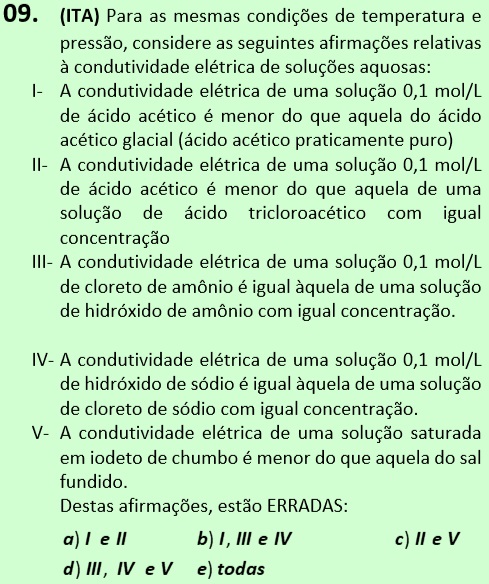 09. (ITA) Para as mesmas condições de temperatura e
pressão, considere as seguintes afirmações relativas
à condutividade elétrica de soluções aquosas:
I- A condutividade elétrica de uma solução 0,1 mol/L
de ácido acético é menor do que aquela do ácido
acético glacial (ácido acético praticamente puro)
II- A condutividade elétrica de uma solução 0,1 mol/L
de ácido acético é menor do que aquela de uma
solução de ácido tricloroacético com igual
concentração
III- A condutividade elétrica de uma solução 0,1 mol/L
de cloreto de amônio é igual àquela de uma solução
de hidróxido de amônio com igual concentração.
IV- A condutividade elétrica de uma solução 0,1 mol/L
de hidróxido de sódio é igual àquela de uma solução
de cloreto de sódio com igual concentração.
V- A condutividade elétrica de uma solução saturada
em iodeto de chumbo é menor do que aquela do sal
fundido.
Destas afirmações, estão ERRADAS:
a) I e II b) I, III e IV c) II e V
d) III, IV e V e) todas